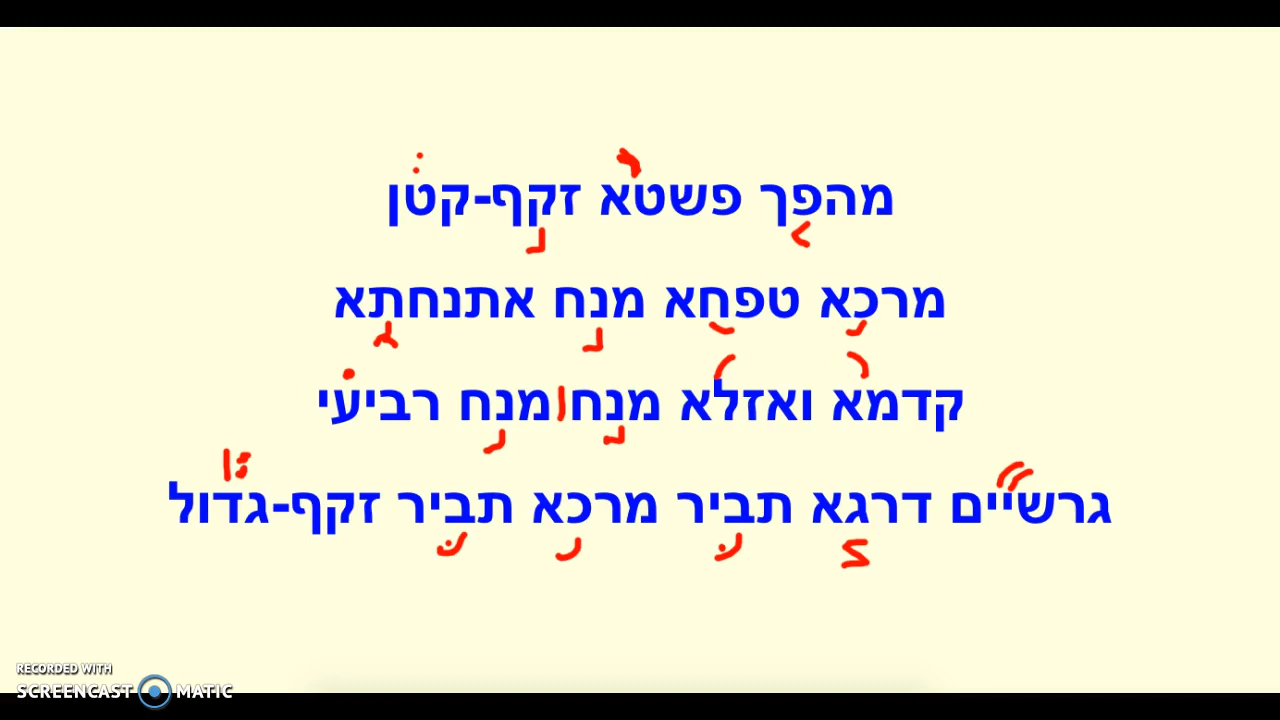 מהפך פשטא זקף-קטן
מרכא טפחא מנח אתנחתא
קדמא ואזלא מנח|מנח רביעי
גרשיים דרגא תביר מרכא תביר זקף-גדול
RECORDED WITH
SCREENCAST MATIC